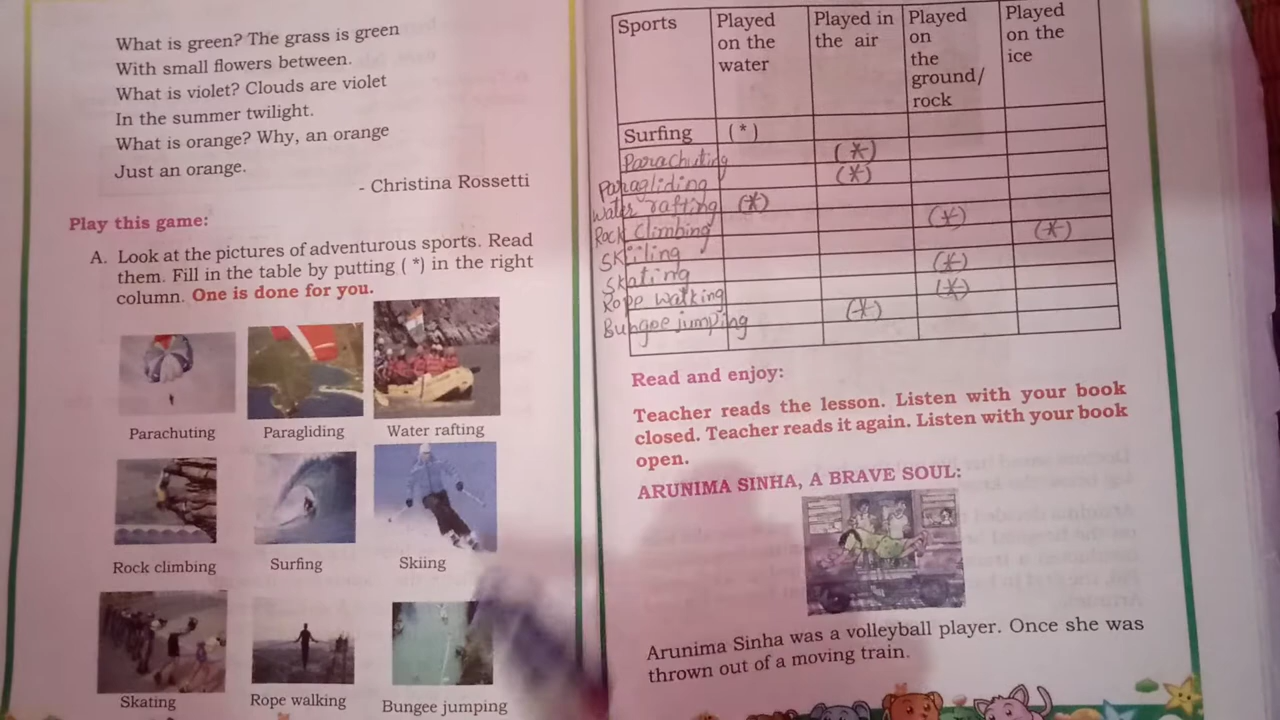 What is green? The grass is green
With small flowers between.
What is violet? Clouds are violet
In the summer twilight.
What is orange? Why, an orange
Just an orange.
- Christina Rossetti
Play this game:
A. Look at the pictures of adventurous sports. Read
them. Fill in the table by putting ( *) in the right
column. One is done for you.
Parachuting Paragliding Water rafting
Rock climbing Surfing Skiing
Skating Rope walking Bungee jumping
Sports Played on the water Played in the air Played on the ground/ rock Played on the ice
Surfing (*)
Parachuting (*)
Paragliding (*)
Water rafting (*)
Rock Climbing (*)
Skiiling (*)
Skating (*)
Rope walking (*)
Bungoe jumping (*)
Read and enjoy:
Teacher reads the lesson. Listen with your book
closed. Teacher reads it again. Listen with your book
open.
ARUNIMA SINHA, A BRAVE SOUL:
Arunima Sinha was a volleyball player. Once she was
thrown out of a moving train.